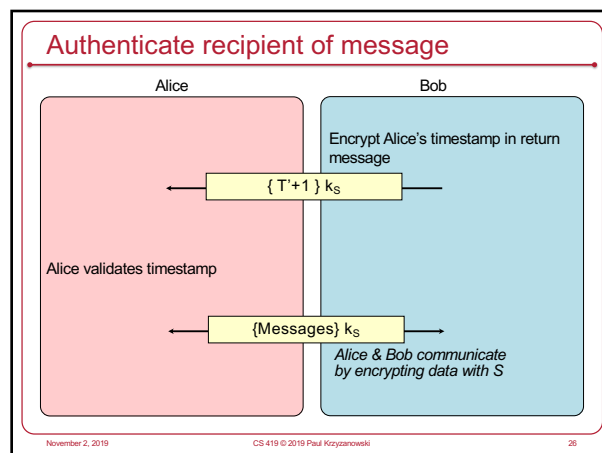 Authenticate recipient of message
Alice
Bob
Encrypt Alice's timestamp in return
message
{ T'+1 } kS
Alice validates timestamp
{Messages} kS
Alice & Bob communicate
by encrypting data with S
November 2, 2019
CS 419 © 2019 Paul Krzyzanowski
26